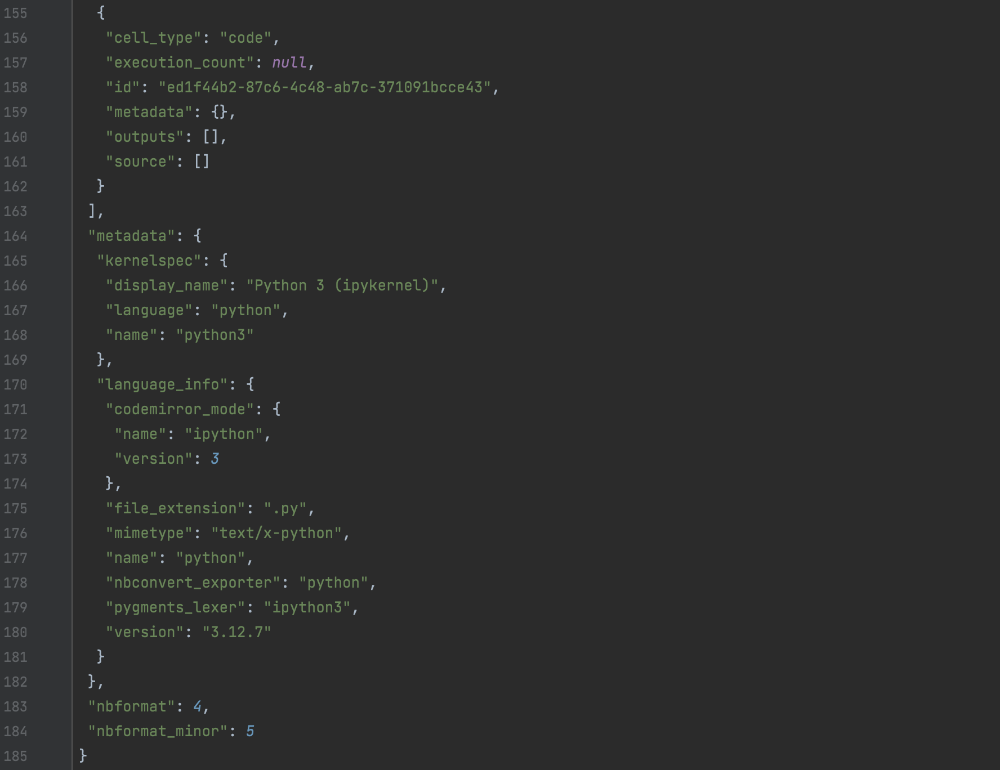 155 {
156 "cell_type": "code",
157 "execution_count": null,
158 "id": "ed1f44b2-87c6-4c48-ab7c-371091bcce43",
159 "metadata": {},
160 "outputs": [],
161 "source": []
162 }
163 ],
164 "metadata": {
165 "kernelspec": {
166 "display_name": "Python 3 (ipykernel)",
167 "language": "python",
168 "name": "python3"
169 },
170 "language_info": {
171 "codemirror_mode": {
172 "name": "ipython",
173 "version": 3
174 },
175 "file_extension": ".py",
176 "mimetype": "text/x-python",
177 "name": "python",
178 "nbconvert_exporter": "python",
179 "pygments_lexer": "ipython3",
180 "version": "3.12.7"
181 }
182 },
183 "nbformat": 4,
184 "nbformat_minor": 5
185 }